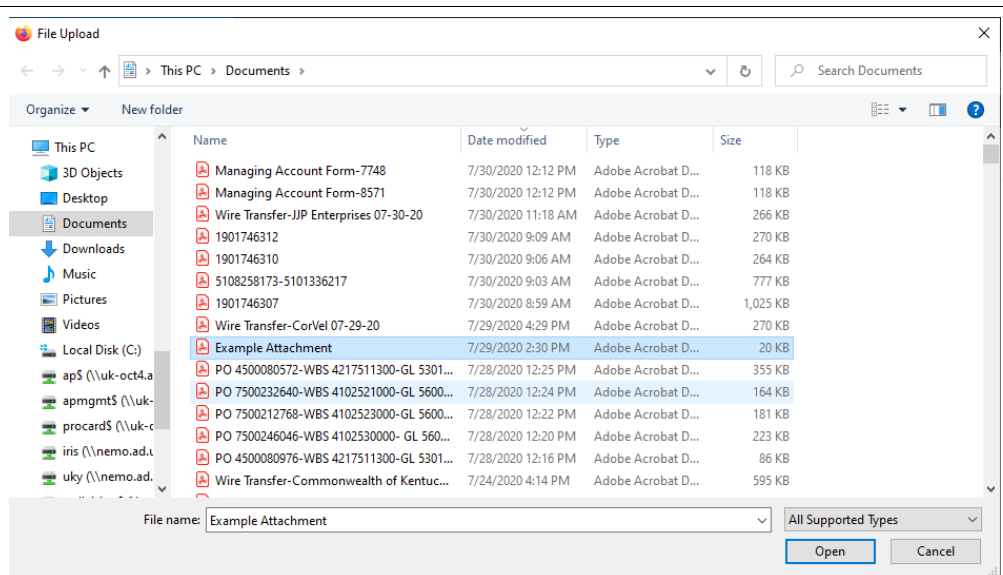 File Upload
This PC > Documents >
Search Documents
Organize
New folder
?
This PC
3D Objects
Desktop
Documents
Downloads
Music
Pictures
Videos
Local Disk (C:)
ap$ (\\uk-oct4.a
apmgmt$ (\\uk-
procard$ (\\uk-c
iris (\\nemo.ad.u
uky (\\nemo.ad.
Name Date modified Type Size
Managing Account Form-7748 7/30/2020 12:12 PM Adobe Acrobat D... 118 KB
Managing Account Form-8571 7/30/2020 12:12 PM Adobe Acrobat D... 118 KB
Wire Transfer-JJP Enterprises 07-30-20 7/30/2020 11:18 AM Adobe Acrobat D... 266 KB
1901746312 7/30/2020 9:09 AM Adobe Acrobat D... 270 KB
1901746310 7/30/2020 9:06 AM Adobe Acrobat D... 264 KB
5108258173-5101336217 7/30/2020 9:03 AM Adobe Acrobat D... 777 KB
1901746307 7/30/2020 8:59 AM Adobe Acrobat D... 1,025 KB
Wire Transfer-CorVel 07-29-20 7/29/2020 4:29 PM Adobe Acrobat D... 270 KB
Example Attachment 7/29/2020 2:30 PM Adobe Acrobat D... 20 KB
PO 4500080572-WBS 4217511300-GL 5301... 7/28/2020 12:25 PM Adobe Acrobat D... 355 KB
PO 7500232640-WBS 4102521000-GL 5600... 7/28/2020 12:24 PM Adobe Acrobat D... 164 KB
PO 7500212768-WBS 4102523000-GL 5600... 7/28/2020 12:22 PM Adobe Acrobat D... 181 KB
PO 7500246046-WBS 4102530000- GL 560... 7/28/2020 12:20 PM Adobe Acrobat D... 223 KB
PO 4500080976-WBS 4217511300-GL 5301... 7/28/2020 12:16 PM Adobe Acrobat D... 86 KB
Wire Transfer-Commonwealth of Kentuc... 7/24/2020 4:14 PM Adobe Acrobat D... 595 KB
File name: Example Attachment
All Supported Types
Open
Cancel